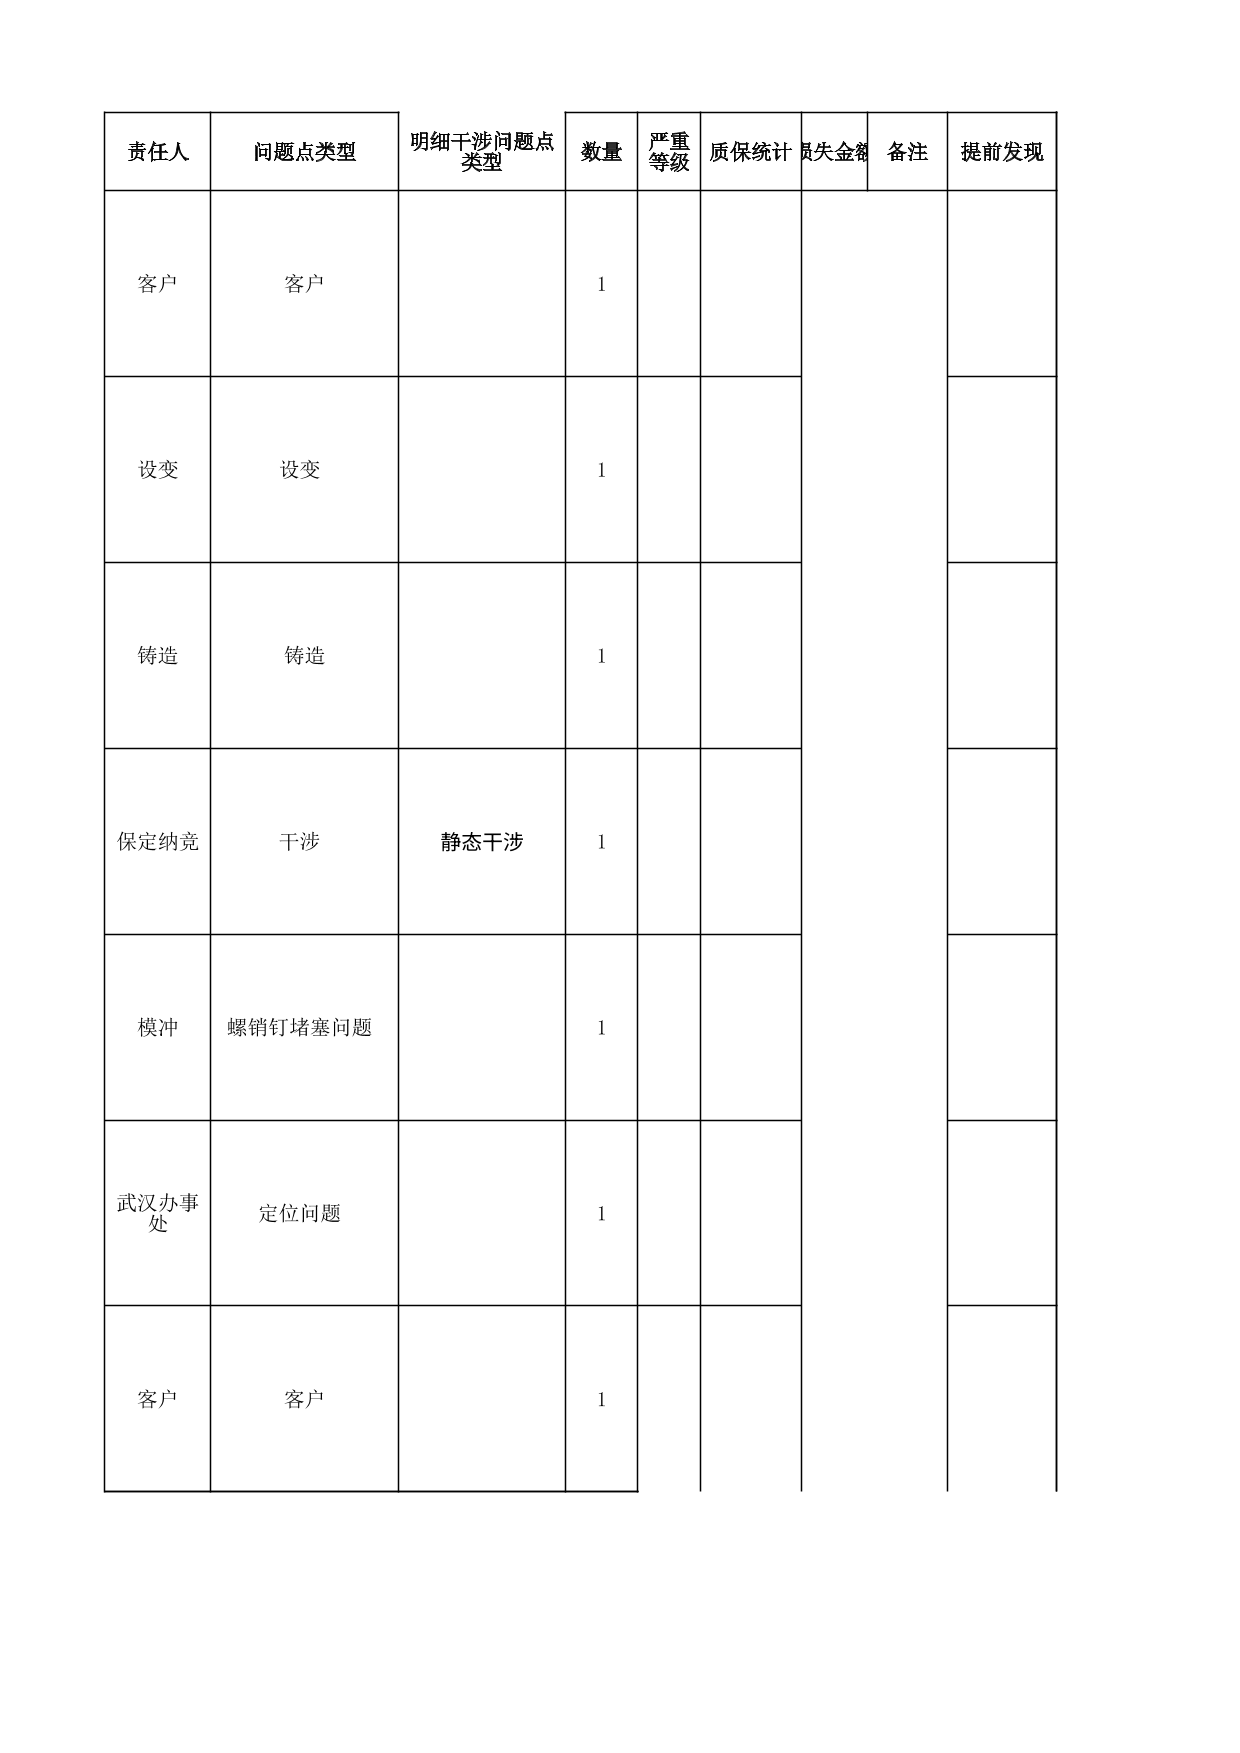 责任人 问题点类型 明细干涉问题点类型 数量 严重等级 质保统计 损失金额 备注 提前发现
客户 客户 1
设变 设变 1
铸造 铸造 1
保定纳竞 干涉 静态干涉 1
模冲 螺销钉堵塞问题 1
武汉办事处 定位问题 1
客户 客户 1